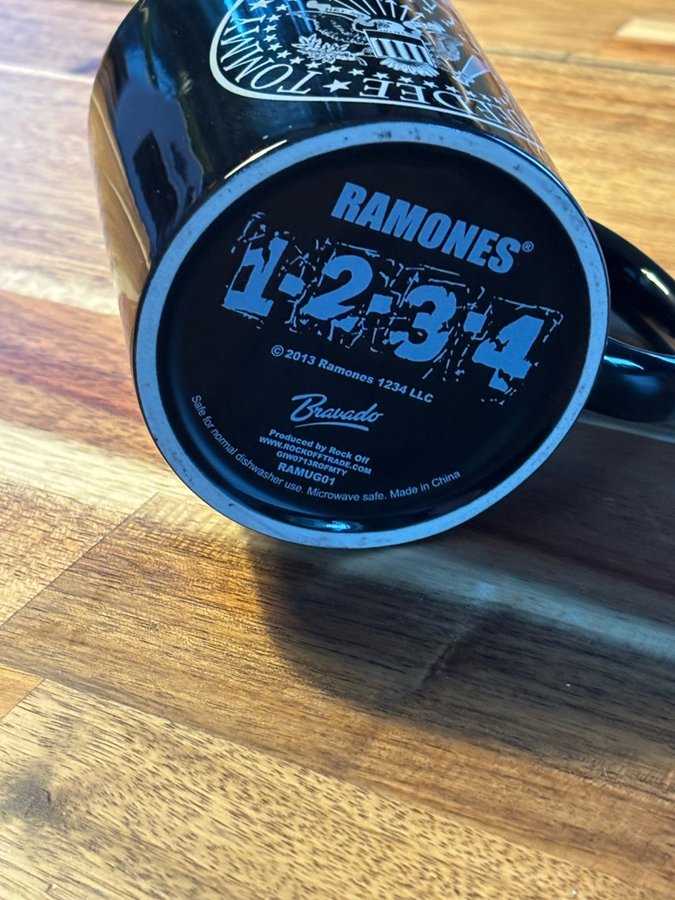 TOMMY
DEE
RAMONES®
1·2·3·4
© 2013 Ramones 1234 LLC
Bravado
Produced by Rock Off
WWW.ROCKOFFTRADE.COM
GIW0713ROFMTY
RAMUG01
Safe for normal dishwasher use. Microwave safe. Made in China